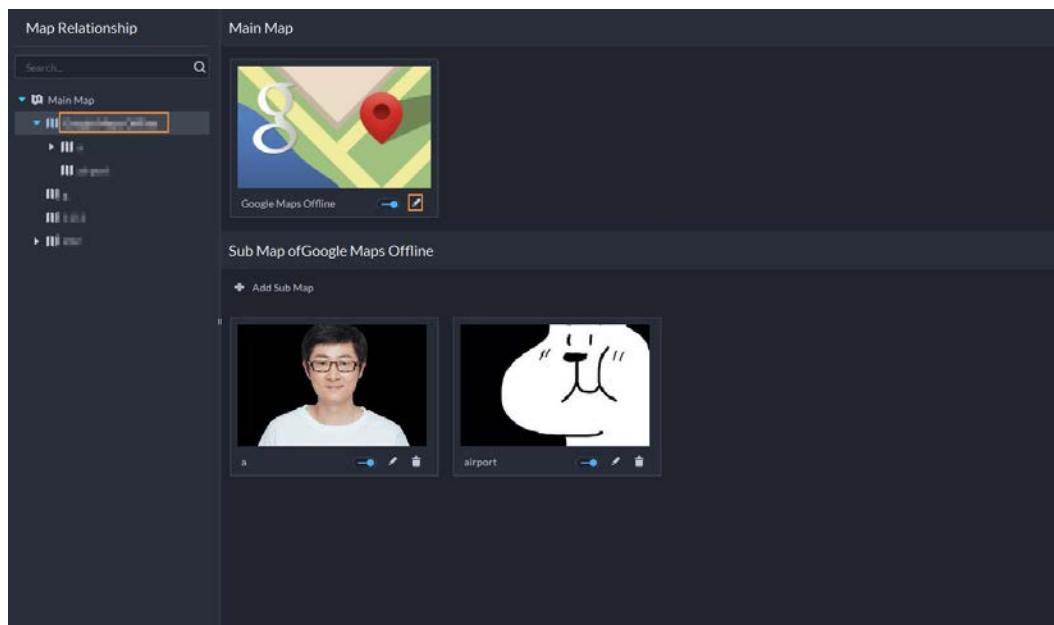 Map Relationship
Search...
Main Map
Main Map
g
Google Maps Offline
Sub Map ofGoogle Maps Offline
Add Sub Map
a
airport